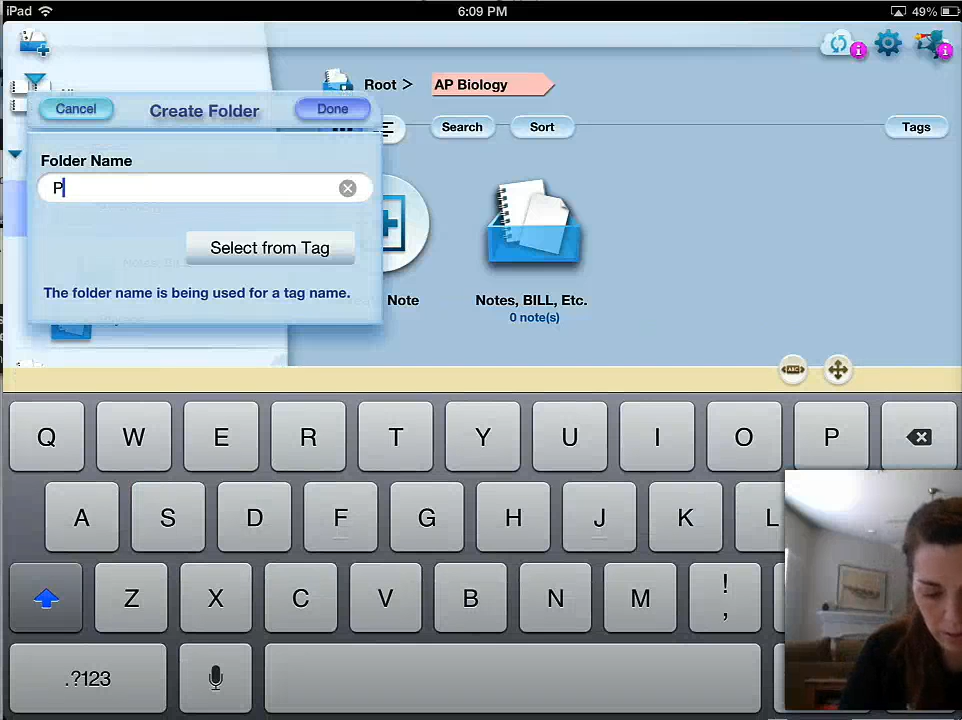 iPad 6:09 PM 49%
Root > AP Biology
Cancel Create Folder Done
Search Sort Tags
Folder Name
P
Select from Tag
The folder name is being used for a tag name.
Note
Notes, BILL, Etc.
0 note(s)
ABC
Q W E R T Y U I O P
A S D F G H J K L
Z X C V B N M ! ,
.?123